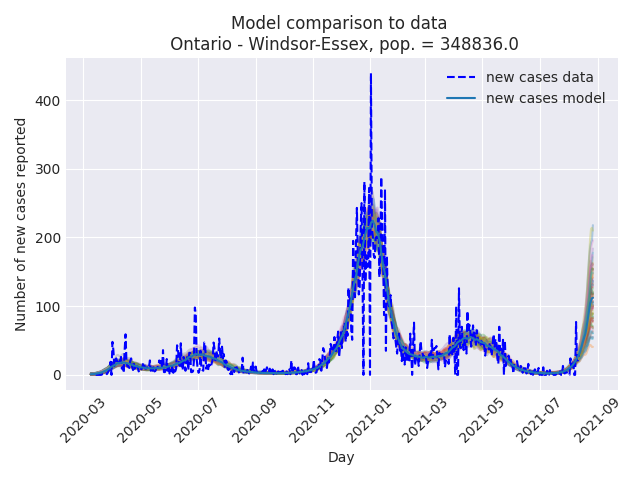 Model comparison to data
Ontario - Windsor-Essex, pop. = 348836.0
new cases data
new cases model
Number of new cases reported
400
300
200
100
0
2020-03
2020-05
2020-07
2020-09
2020-11
2021-01
2021-03
2021-05
2021-07
2021-09
Day